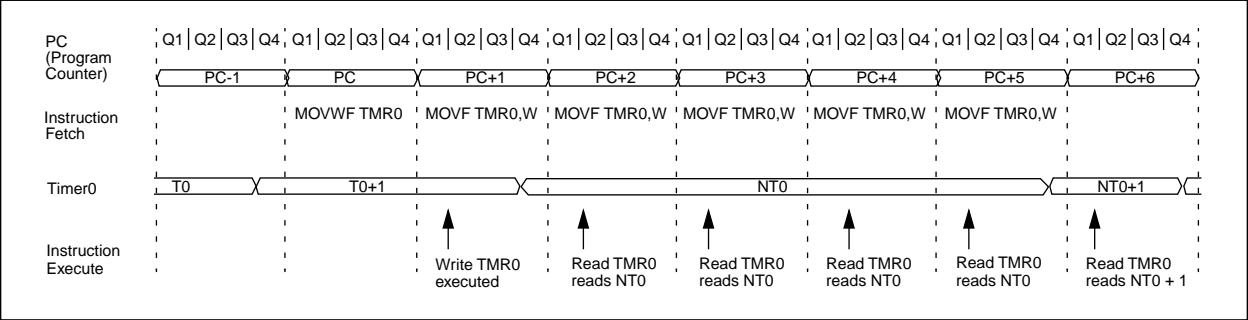 PC (Program Counter)
Q1 Q2 Q3 Q4 Q1 Q2 Q3 Q4 Q1 Q2 Q3 Q4 Q1 Q2 Q3 Q4 Q1 Q2 Q3 Q4 Q1 Q2 Q3 Q4 Q1 Q2 Q3 Q4 Q1 Q2 Q3 Q4
PC-1 PC PC+1 PC+2 PC+3 PC+4 PC+5 PC+6
Instruction Fetch
MOVWF TMR0 MOVF TMR0,W MOVF TMR0,W MOVF TMR0,W MOVF TMR0,W MOVF TMR0,W
Timer0
T0 T0+1 NT0 NT0+1
Instruction Execute
Write TMR0 executed
Read TMR0 reads NT0
Read TMR0 reads NT0
Read TMR0 reads NT0
Read TMR0 reads NT0
Read TMR0 reads NT0 + 1